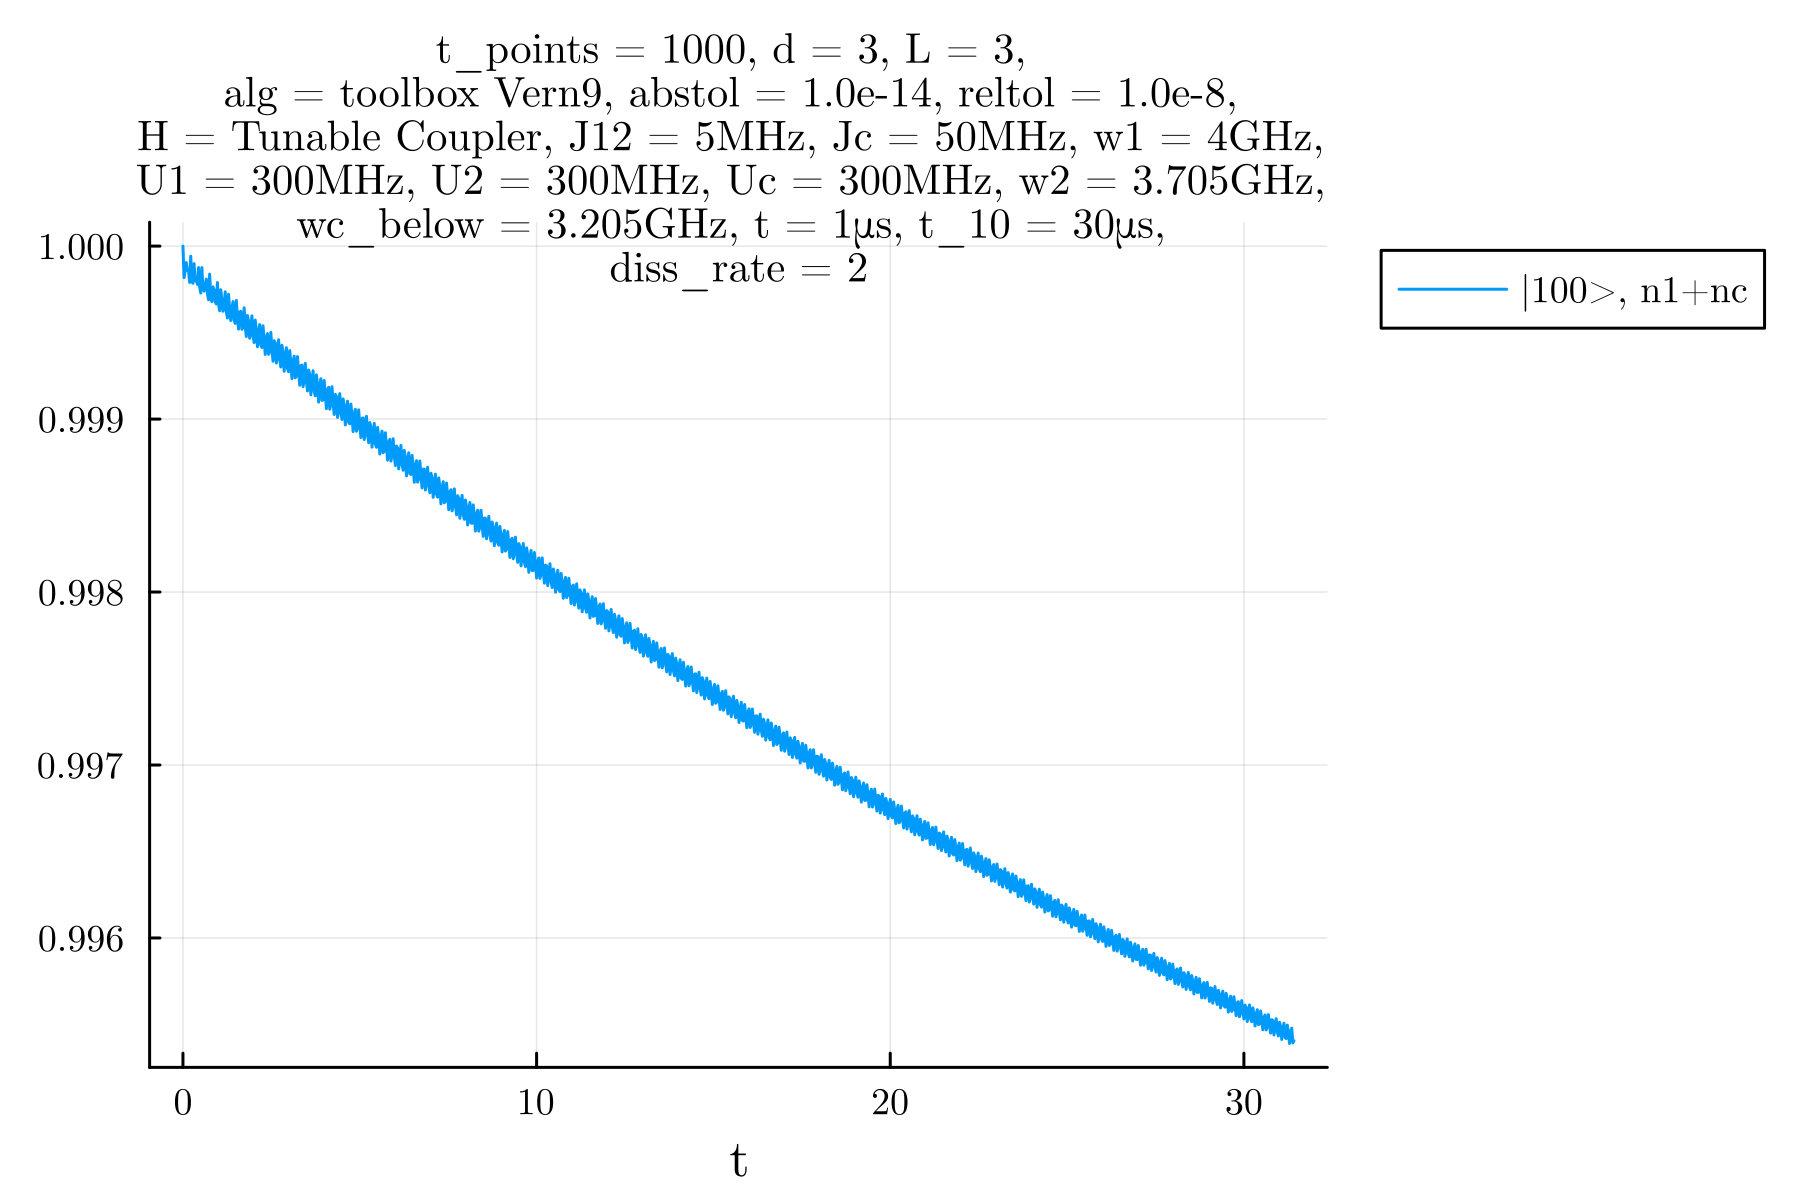 t_points = 1000, d = 3, L = 3,
alg = toolbox Vern9, abstol = 1.0e-14, reltol = 1.0e-8,
H = Tunable Coupler, J12 = 5MHz, Jc = 50MHz, w1 = 4GHz,
U1 = 300MHz, U2 = 300MHz, Uc = 300MHz, w2 = 3.705GHz,
wc_below = 3.205GHz, t = 1μs, t_10 = 30μs,
diss_rate = 2
|100>, n1+nc
1.000
0.999
0.998
0.997
0.996
0 10 20 30
t